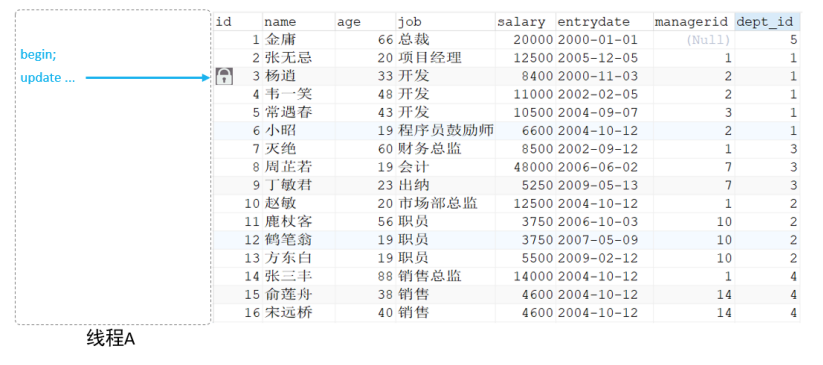 id name age job salary entrydate managerid dept_id
1 金庸 66 总裁 20000 2000-01-01 (Null) 5
begin;
2 张无忌 20 项目经理 12500 2005-12-05 1 1
update ...
3 杨逍 33 开发 8400 2000-11-03 2 1
4 韦一笑 48 开发 11000 2002-02-05 2 1
5 常遇春 43 开发 10500 2004-09-07 3 1
6 小昭 19 程序员鼓励师 6600 2004-10-12 2 1
7 灭绝 60 财务总监 8500 2002-09-12 1 3
8 周芷若 19 会计 48000 2006-06-02 7 3
9 丁敏君 23 出纳 5250 2009-05-13 7 3
10 赵敏 20 市场部总监 12500 2004-10-12 1 2
11 鹿杖客 56 职员 3750 2006-10-03 10 2
12 鹤笔翁 19 职员 3750 2007-05-09 10 2
13 方东白 19 职员 5500 2009-02-12 10 2
14 张三丰 88 销售总监 14000 2004-10-12 1 4
15 俞莲舟 38 销售 4600 2004-10-12 14 4
16 宋远桥 40 销售 4600 2004-10-12 14 4
线程A